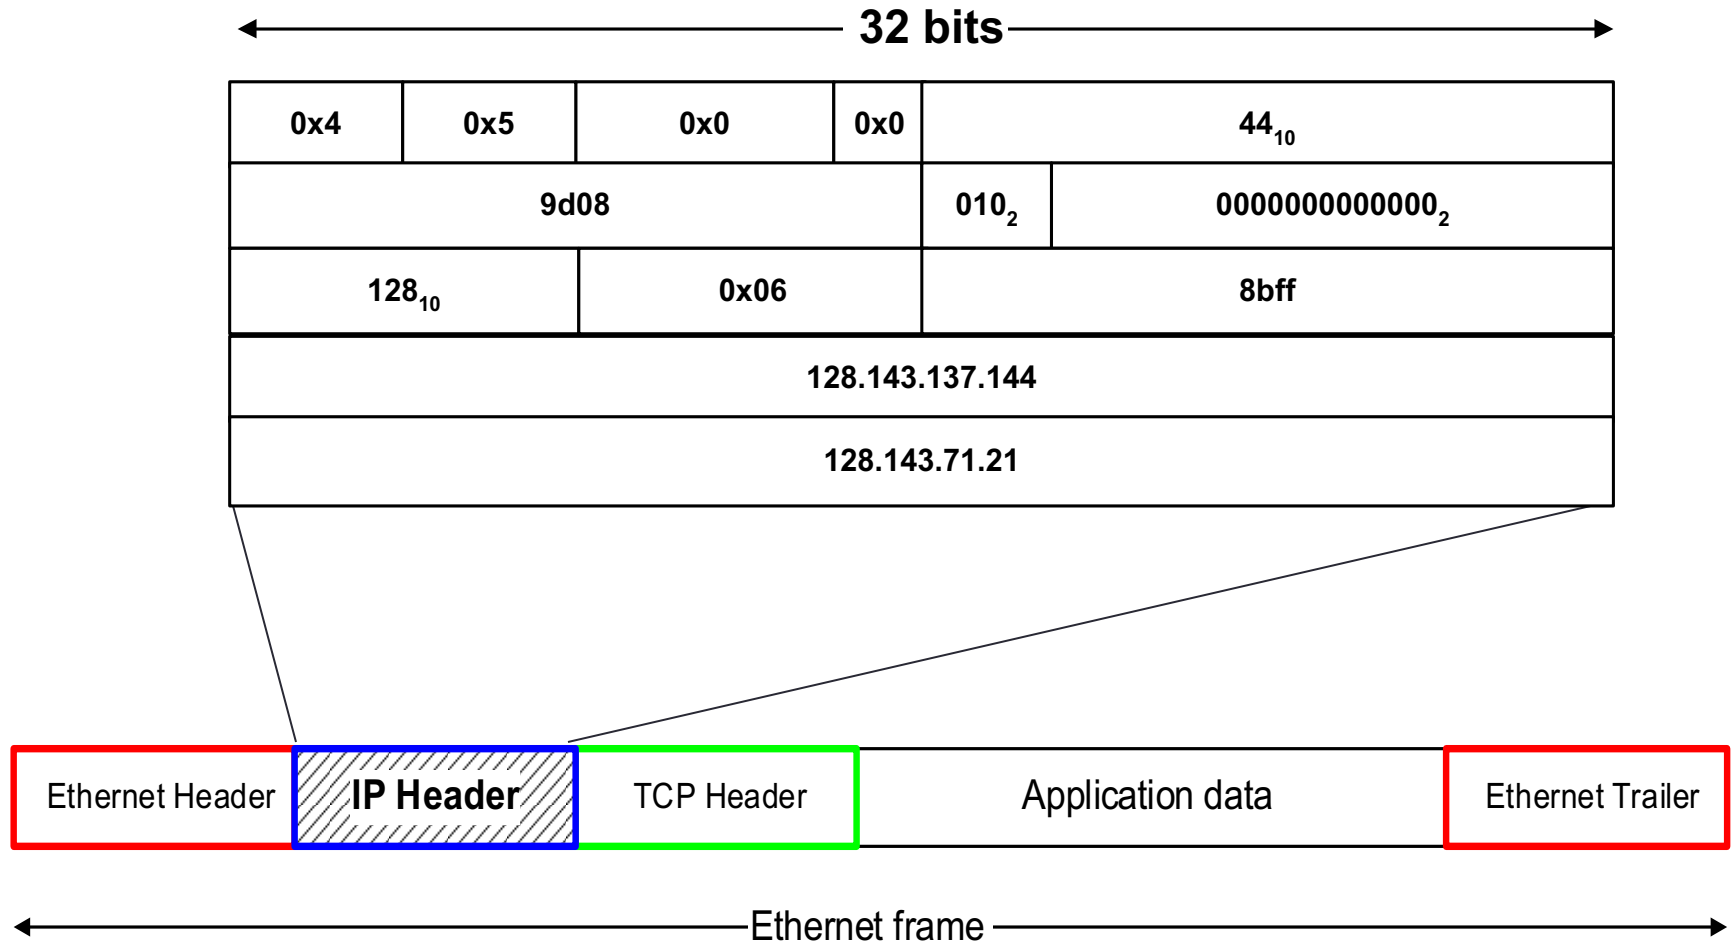 32 bits
0x4 0x5 0x0 0x0 44₁₀
9d08 010₂ 0000000000000₂
128₁₀ 0x06 8bff
128.143.137.144
128.143.71.21
Ethernet Header IP Header TCP Header Application data Ethernet Trailer
Ethernet frame